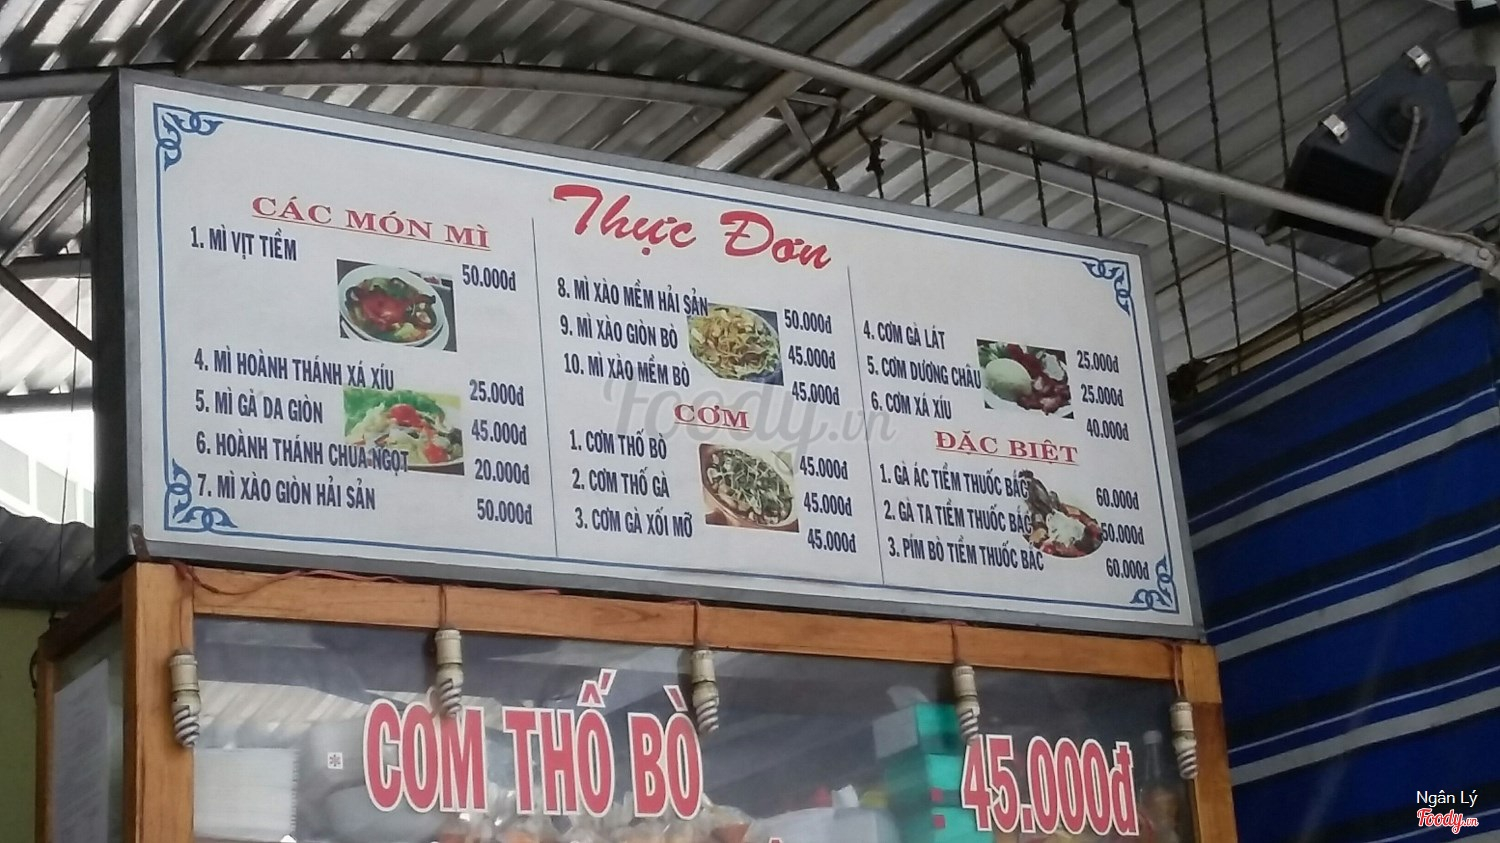 Thực Đơn
CÁC MÓN MÌ
1. MÌ VỊT TIỀM 50.000đ
4. MÌ HOÀNH THÁNH XÁ XÍU 25.000đ
5. MÌ GÀ DA GIÒN 45.000đ
6. HOÀNH THÁNH CHUA NGỌT 20.000đ
7. MÌ XÀO GIÒN HẢI SẢN 50.000đ
8. MÌ XÀO MỀM HẢI SẢN 50.000đ
9. MÌ XÀO GIÒN BÒ 45.000đ
10. MÌ XÀO MỀM BÒ 45.000đ
CƠM
1. CƠM THỐ BÒ 45.000đ
2. CƠM THỐ GÀ 45.000đ
3. CƠM GÀ XỐI MỠ 45.000đ
4. CƠM GÀ LÁT 25.000đ
5. CƠM DƯƠNG CHÂU 25.000đ
6. CƠM XÁ XÍU 40.000đ
ĐẶC BIỆT
1. GÀ ÁC TIỀM THUỐC BẮC 60.000đ
2. GÀ TA TIỀM THUỐC BẮC 50.000đ
3. PÍM BÒ TIỀM THUỐC BẮC 60.000đ
Foody.vn
* CƠM THỐ BÒ 45.000đ
Ngân Lý
Foody.vn